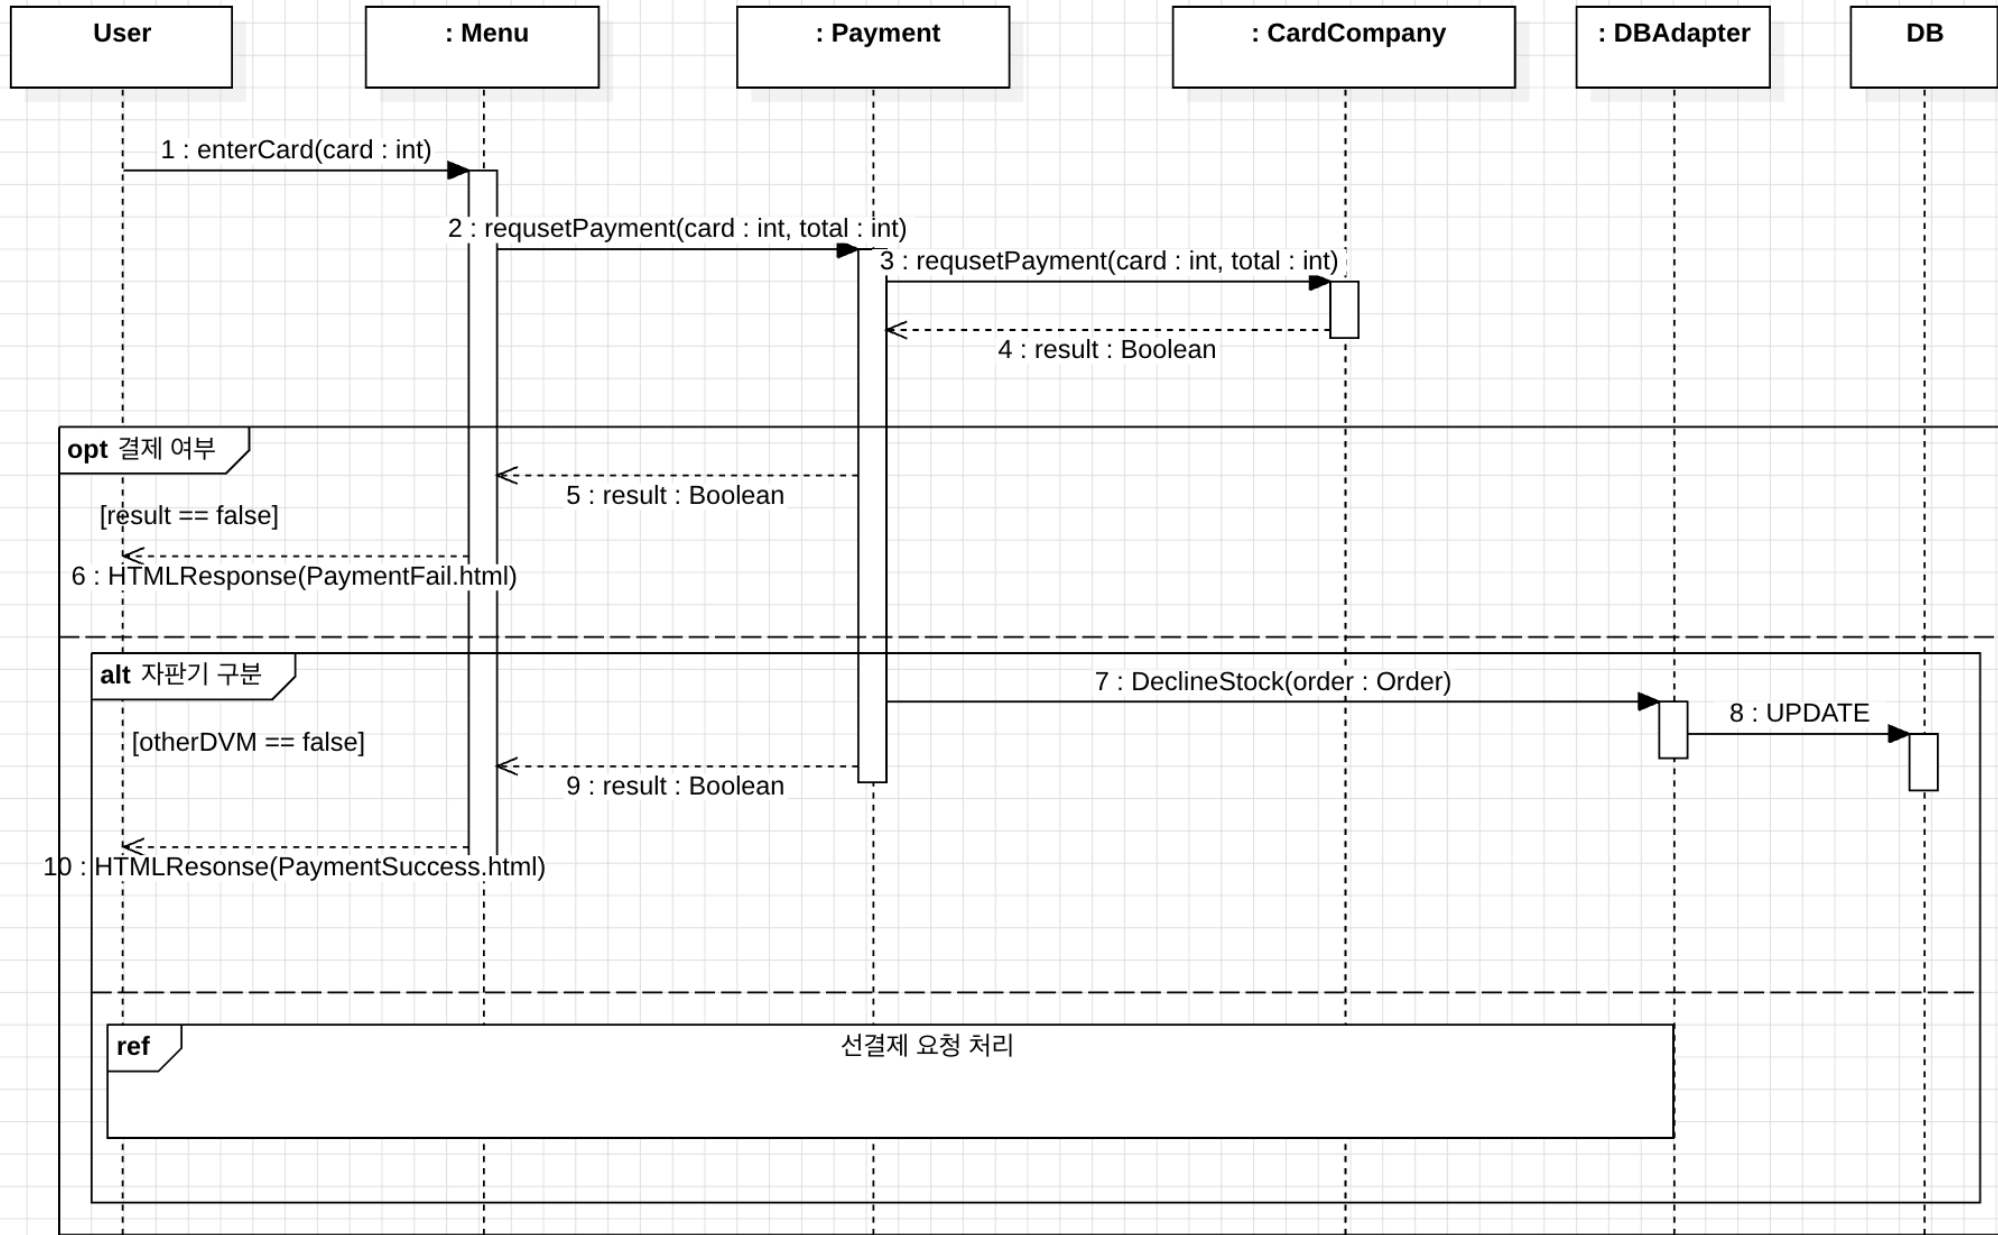 User
: Menu
: Payment
: CardCompany
: DBAdapter
DB
1 : enterCard(card : int)
2 : requsetPayment(card : int, total : int)
3 : requsetPayment(card : int, total : int)
4 : result : Boolean
opt 결제 여부
5 : result : Boolean
[result == false]
6 : HTMLResponse(PaymentFail.html)
alt 자판기 구분
7 : DeclineStock(order : Order)
8 : UPDATE
[otherDVM == false]
9 : result : Boolean
10 : HTMLResonse(PaymentSuccess.html)
ref
선결제 요청 처리